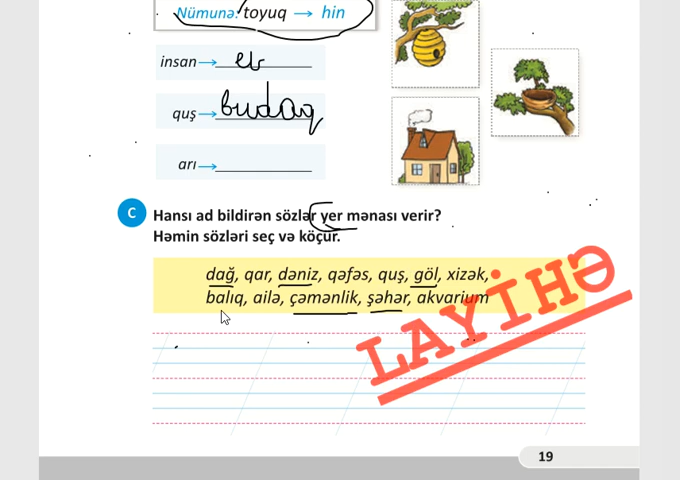 Nümunə: toyuq → hin
insan→ ev
quş→ budaq
arı→
C Hansı ad bildirən sözlər yer mənası verir?
Həmin sözləri seç və köçür.
dağ, qar, dəniz, qəfəs, quş, göl, xizək,
balıq, ailə, çəmənlik, şəhər, akvarium
LAYİHƏ
19